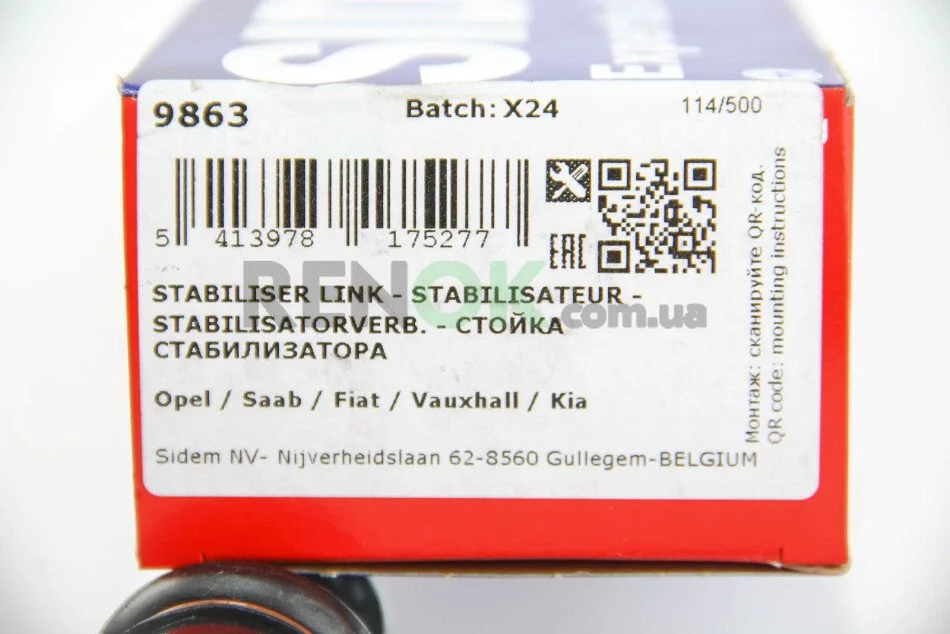 9863
Batch: X24
114/500
5 413978 175277
EAC
RENOK.com.ua
STABILISER LINK - STABILISATEUR -
STABILISATORVERB. - СТОЙКА
СТАБИЛИЗАТОРА
Opel / Saab / Fiat / Vauxhall / Kia
Sidem NV- Nijverheidslaan 62-8560 Gullegem-BELGIUM
Монтаж: сканируйте QR-код.
QR code: mounting instructions